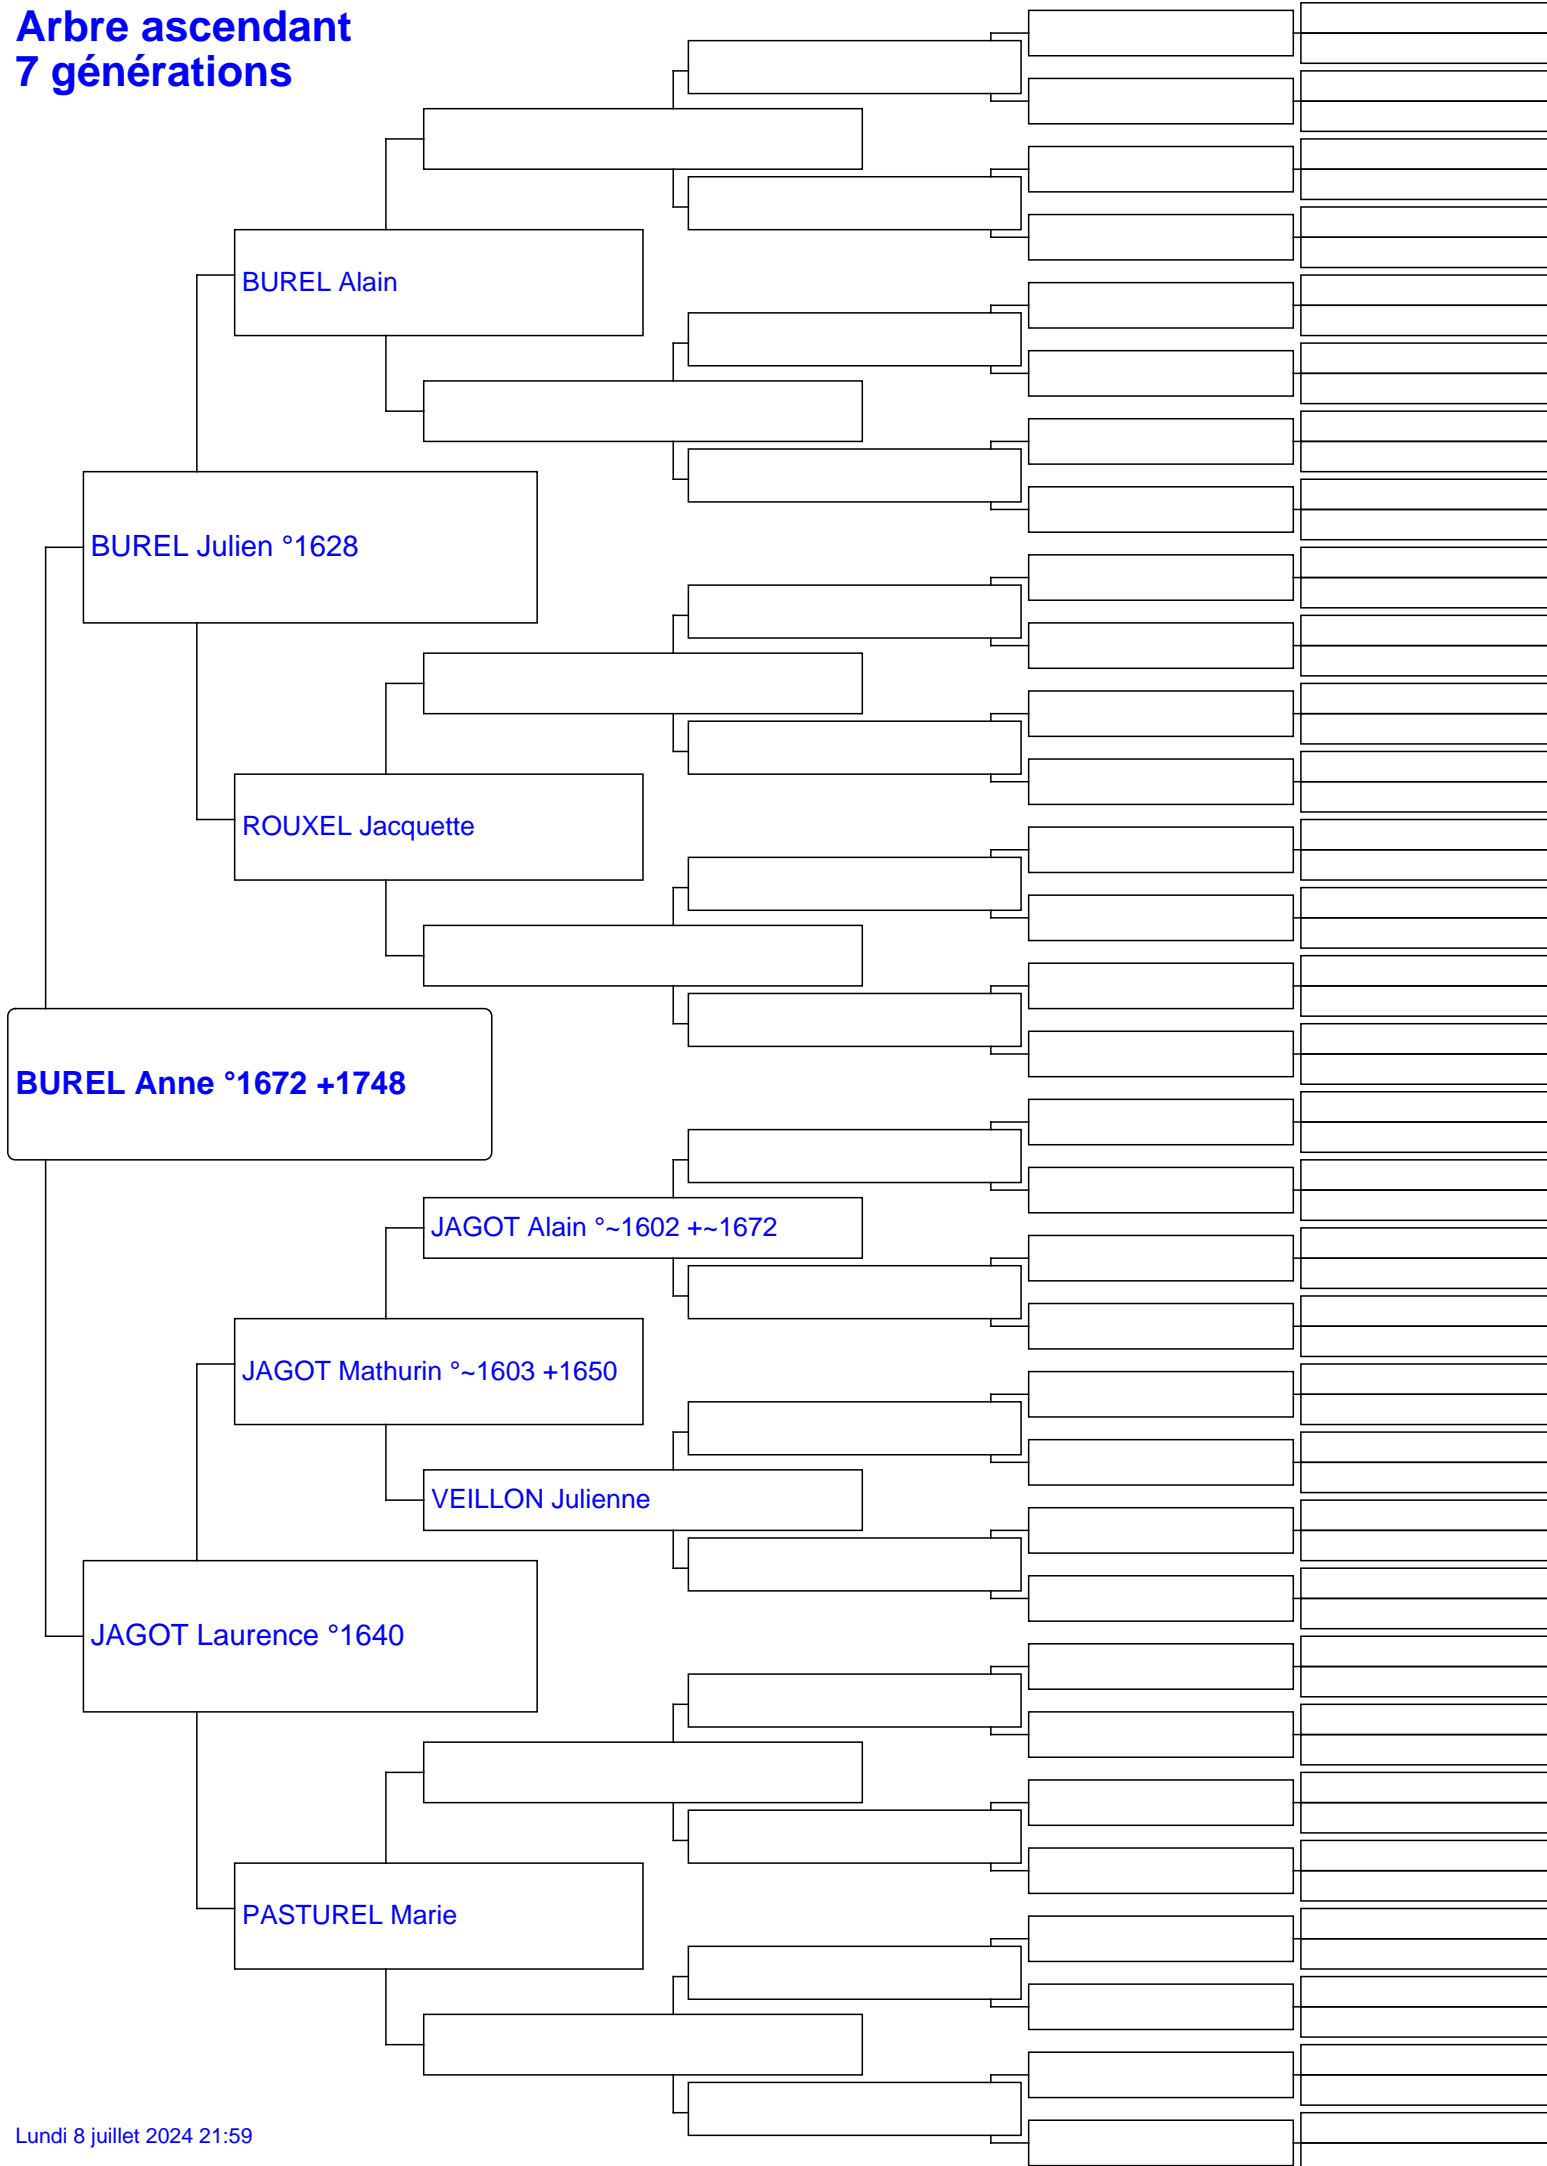 Arbre ascendant
7 générations
BUREL Alain
BUREL Julien °1628
ROUXEL Jacquette
BUREL Anne °1672 +1748
JAGOT Alain °~1602 +~1672
JAGOT Mathurin °~1603 +1650
VEILLON Julienne
JAGOT Laurence °1640
PASTUREL Marie
Lundi 8 juillet 2024 21:59